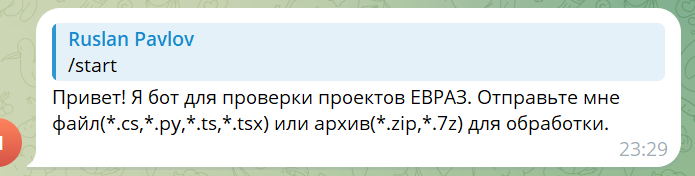 Ruslan Pavlov
/start
Привет! Я бот для проверки проектов ЕВРАЗ. Отправьте мне
файл(*.cs,*.py,*.ts,*.tsx) или архив(*.zip,*.7z) для обработки.
23:29